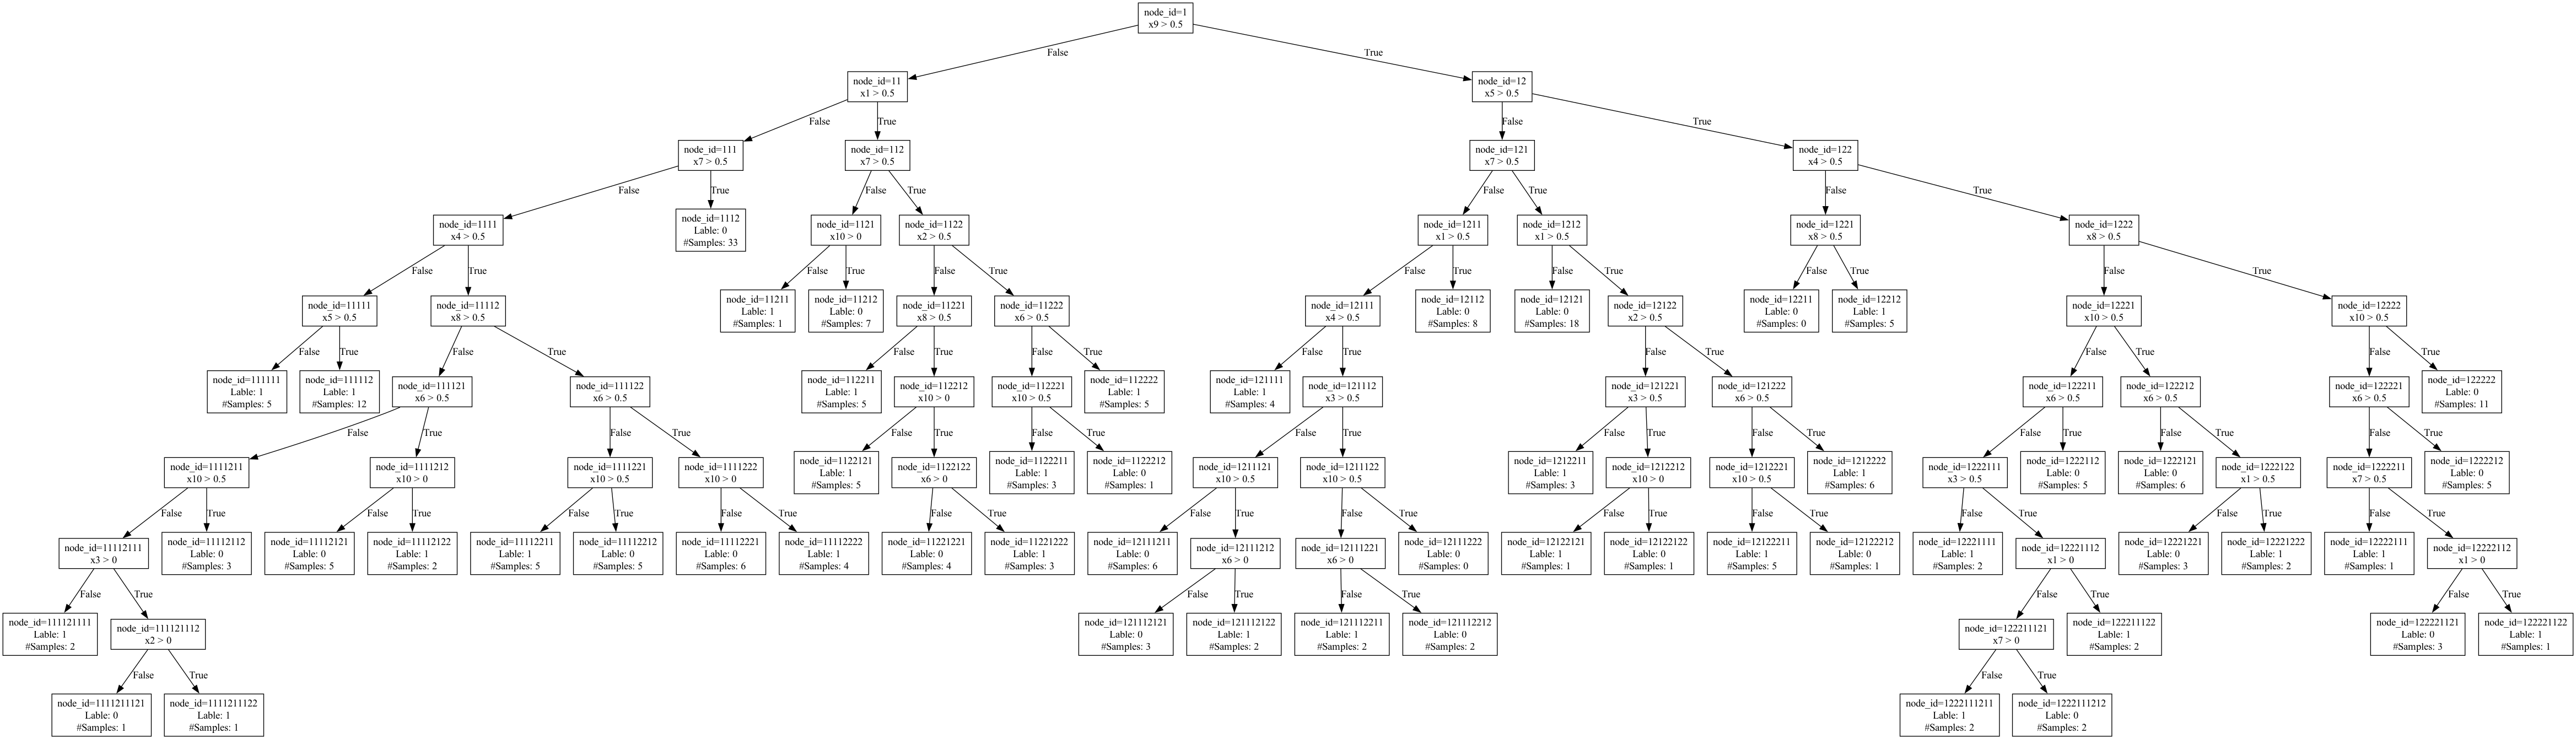 node_id=1
x9 > 0.5
False
True
node_id=11
x1 > 0.5
node_id=12
x5 > 0.5
False
True
False
True
node_id=111
x7 > 0.5
node_id=112
x7 > 0.5
node_id=121
x7 > 0.5
node_id=122
x4 > 0.5
False
True
False
True
False
True
False
True
node_id=1111
x4 > 0.5
node_id=1112
Lable: 0
#Samples: 33
node_id=1121
x10 > 0
node_id=1122
x2 > 0.5
node_id=1211
x1 > 0.5
node_id=1212
x1 > 0.5
node_id=1221
x8 > 0.5
node_id=1222
x8 > 0.5
False
True
False
True
False
True
False
True
False
True
False
True
False
True
node_id=11111
x5 > 0.5
node_id=11112
x8 > 0.5
node_id=11211
Lable: 1
#Samples: 1
node_id=11212
Lable: 0
#Samples: 7
node_id=11221
x8 > 0.5
node_id=11222
x6 > 0.5
node_id=12111
x4 > 0.5
node_id=12112
Lable: 0
#Samples: 8
node_id=12121
Lable: 0
#Samples: 18
node_id=12122
x2 > 0.5
node_id=12211
Lable: 0
#Samples: 0
node_id=12212
Lable: 1
#Samples: 5
node_id=12221
x10 > 0.5
node_id=12222
x10 > 0.5
False
True
False
True
False
True
False
True
False
True
False
True
False
True
False
True
node_id=111111
Lable: 1
#Samples: 5
node_id=111112
Lable: 1
#Samples: 12
node_id=111121
x6 > 0.5
node_id=111122
x6 > 0.5
node_id=112211
Lable: 1
#Samples: 5
node_id=112212
x10 > 0
node_id=112221
x10 > 0.5
node_id=112222
Lable: 1
#Samples: 5
node_id=121111
Lable: 1
#Samples: 4
node_id=121112
x3 > 0.5
node_id=121221
x3 > 0.5
node_id=121222
x6 > 0.5
node_id=122211
x6 > 0.5
node_id=122212
x6 > 0.5
node_id=122221
x6 > 0.5
node_id=122222
Lable: 0
#Samples: 11
False
True
False
True
False
True
False
True
False
True
False
True
False
True
False
True
False
True
False
True
node_id=1111211
x10 > 0.5
node_id=1111212
x10 > 0
node_id=1111221
x10 > 0.5
node_id=1111222
x10 > 0
node_id=1122121
Lable: 1
#Samples: 5
node_id=1122122
x6 > 0
node_id=1122211
Lable: 1
#Samples: 3
node_id=1122212
Lable: 0
#Samples: 1
node_id=1211121
x10 > 0.5
node_id=1211122
x10 > 0.5
node_id=1212211
Lable: 1
#Samples: 3
node_id=1212212
x10 > 0
node_id=1212221
x10 > 0.5
node_id=1212222
Lable: 1
#Samples: 6
node_id=1222111
x3 > 0.5
node_id=1222112
Lable: 0
#Samples: 5
node_id=1222121
Lable: 0
#Samples: 6
node_id=1222122
x1 > 0.5
node_id=1222211
x7 > 0.5
node_id=1222212
Lable: 0
#Samples: 5
False
True
False
True
False
True
False
True
False
True
False
True
False
True
False
True
False
True
False
True
False
True
False
True
node_id=11112111
x3 > 0
node_id=11112112
Lable: 0
#Samples: 3
node_id=11112121
Lable: 0
#Samples: 5
node_id=11112122
Lable: 1
#Samples: 2
node_id=11112211
Lable: 1
#Samples: 5
node_id=11112212
Lable: 0
#Samples: 5
node_id=11112221
Lable: 0
#Samples: 6
node_id=11112222
Lable: 1
#Samples: 4
node_id=11221221
Lable: 0
#Samples: 4
node_id=11221222
Lable: 1
#Samples: 3
node_id=12111211
Lable: 0
#Samples: 6
node_id=12111212
x6 > 0
node_id=12111221
x6 > 0
node_id=12111222
Lable: 0
#Samples: 0
node_id=12122121
Lable: 1
#Samples: 1
node_id=12122122
Lable: 0
#Samples: 1
node_id=12122211
Lable: 1
#Samples: 5
node_id=12122212
Lable: 0
#Samples: 1
node_id=12221111
Lable: 1
#Samples: 2
node_id=12221112
x1 > 0
node_id=12221221
Lable: 0
#Samples: 3
node_id=12221222
Lable: 1
#Samples: 2
node_id=12222111
Lable: 1
#Samples: 1
node_id=12222112
x1 > 0
False
True
False
True
False
True
False
True
False
True
node_id=111121111
Lable: 1
#Samples: 2
node_id=111121112
x2 > 0
node_id=121112121
Lable: 0
#Samples: 3
node_id=121112122
Lable: 1
#Samples: 2
node_id=121112211
Lable: 1
#Samples: 2
node_id=121112212
Lable: 0
#Samples: 2
node_id=122211121
x7 > 0
node_id=122211122
Lable: 1
#Samples: 2
node_id=122221121
Lable: 0
#Samples: 3
node_id=122221122
Lable: 1
#Samples: 1
False
True
False
True
node_id=1111211121
Lable: 0
#Samples: 1
node_id=1111211122
Lable: 1
#Samples: 1
node_id=1222111211
Lable: 1
#Samples: 2
node_id=1222111212
Lable: 0
#Samples: 2